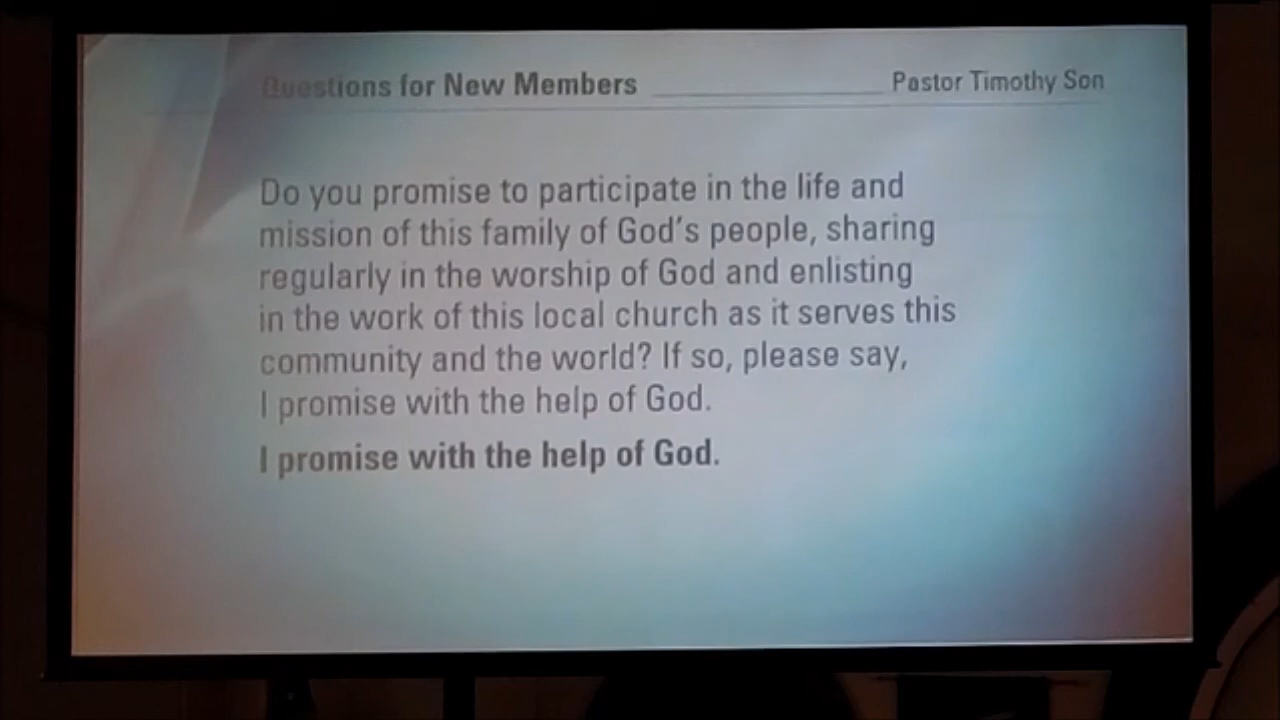 Questions for New Members Pastor Timothy Son
Do you promise to participate in the life and
mission of this family of God's people, sharing
regularly in the worship of God and enlisting
in the work of this local church as it serves this
community and the world? If so, please say,
I promise with the help of God.
I promise with the help of God.